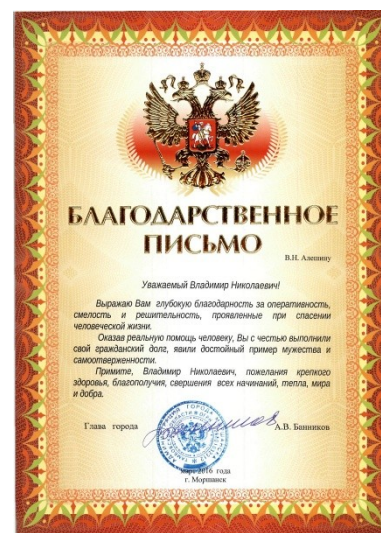 БЛАГОДАРСТВЕННОЕ
ПИСЬМО
В.Н. Алешину
Уважаемый Владимир Николаевич!
Выражаю Вам глубокую благодарность за оперативность,
смелость и решительность, проявленные при спасении
человеческой жизни.
Оказав реальную помощь человеку, Вы с честью выполнили
свой гражданский долг, явили достойный пример мужества и
самоотверженности.
Примите, Владимир Николаевич, пожелания крепкого
здоровья, благополучия, свершения всех начинаний, тепла, мира
и добра.
Глава города А.В. Банников
март 2016 года
г. Моршанск